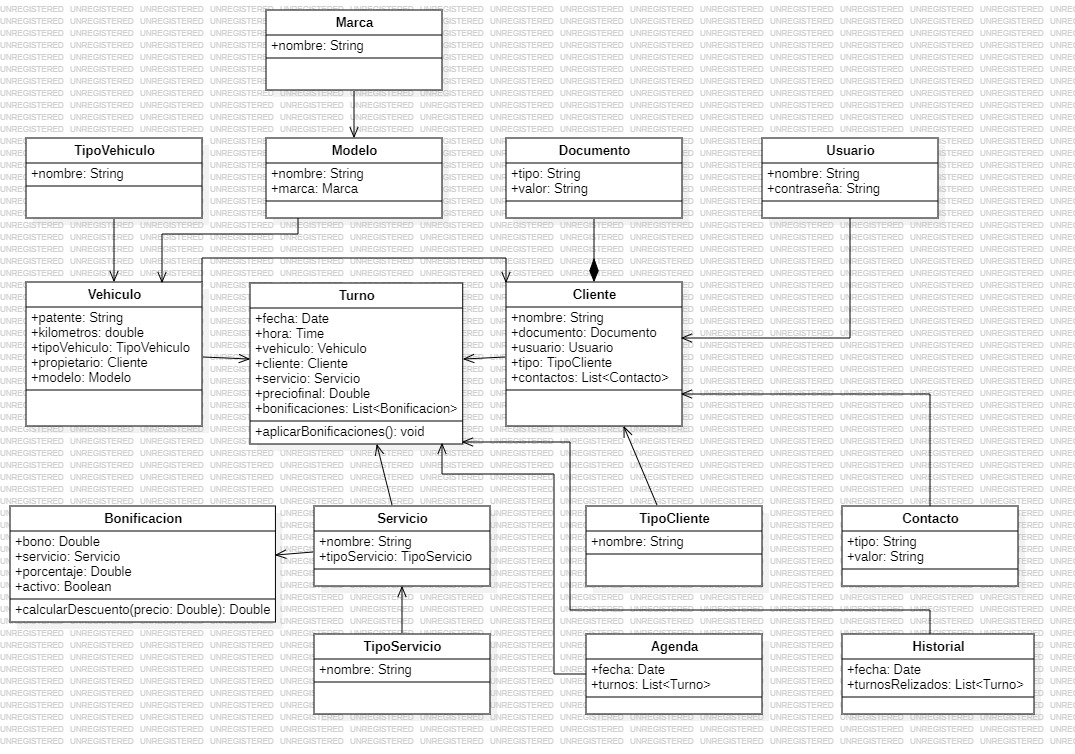 Marca
+nombre: String
TipoVehiculo
+nombre: String
Modelo
+nombre: String
+marca: Marca
Documento
+tipo: String
+valor: String
Usuario
+nombre: String
+contraseña: String
Vehiculo
+patente: String
+kilometros: double
+tipoVehiculo: TipoVehiculo
+propietario: Cliente
+modelo: Modelo
Turno
+fecha: Date
+hora: Time
+vehiculo: Vehiculo
+cliente: Cliente
+servicio: Servicio
+preciofinal: Double
+bonificaciones: List<Bonificacion>
+aplicarBonificaciones(): void
Cliente
+nombre: String
+documento: Documento
+usuario: Usuario
+tipo: TipoCliente
+contactos: List<Contacto>
Bonificacion
+bono: Double
+servicio: Servicio
+porcentaje: Double
+activo: Boolean
+calcularDescuento(precio: Double): Double
Servicio
+nombre: String
+tipoServicio: TipoServicio
TipoCliente
+nombre: String
Contacto
+tipo: String
+valor: String
TipoServicio
+nombre: String
Agenda
+fecha: Date
+turnos: List<Turno>
Historial
+fecha: Date
+turnosRelizados: List<Turno>
UNREGISTERED